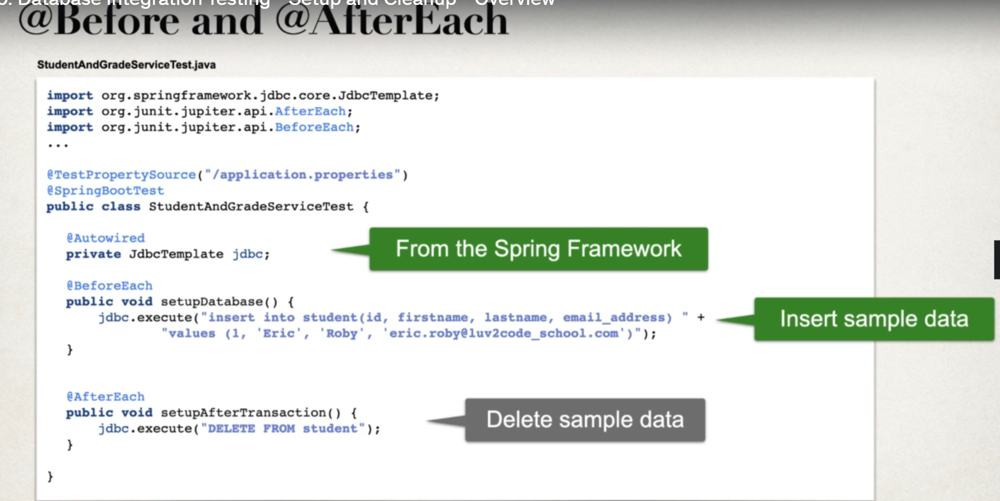 Database Integration Testing - Setup and Cleanup - Overview
@Before and @AfterEach
StudentAndGradeServiceTest.java
import org.springframework.jdbc.core.JdbcTemplate;
import org.junit.jupiter.api.AfterEach;
import org.junit.jupiter.api.BeforeEach;
...
@TestPropertySource("/application.properties")
@SpringBootTest
public class StudentAndGradeServiceTest {
@Autowired
private JdbcTemplate jdbc;
From the Spring Framework
@BeforeEach
public void setupDatabase() {
jdbc.execute("insert into student(id, firstname, lastname, email_address) " +
"values (1, 'Eric', 'Roby', 'eric.roby@luv2code_school.com')");
Insert sample data
}
@AfterEach
public void setupAfterTransaction() {
jdbc.execute("DELETE FROM student");
Delete sample data
}
}